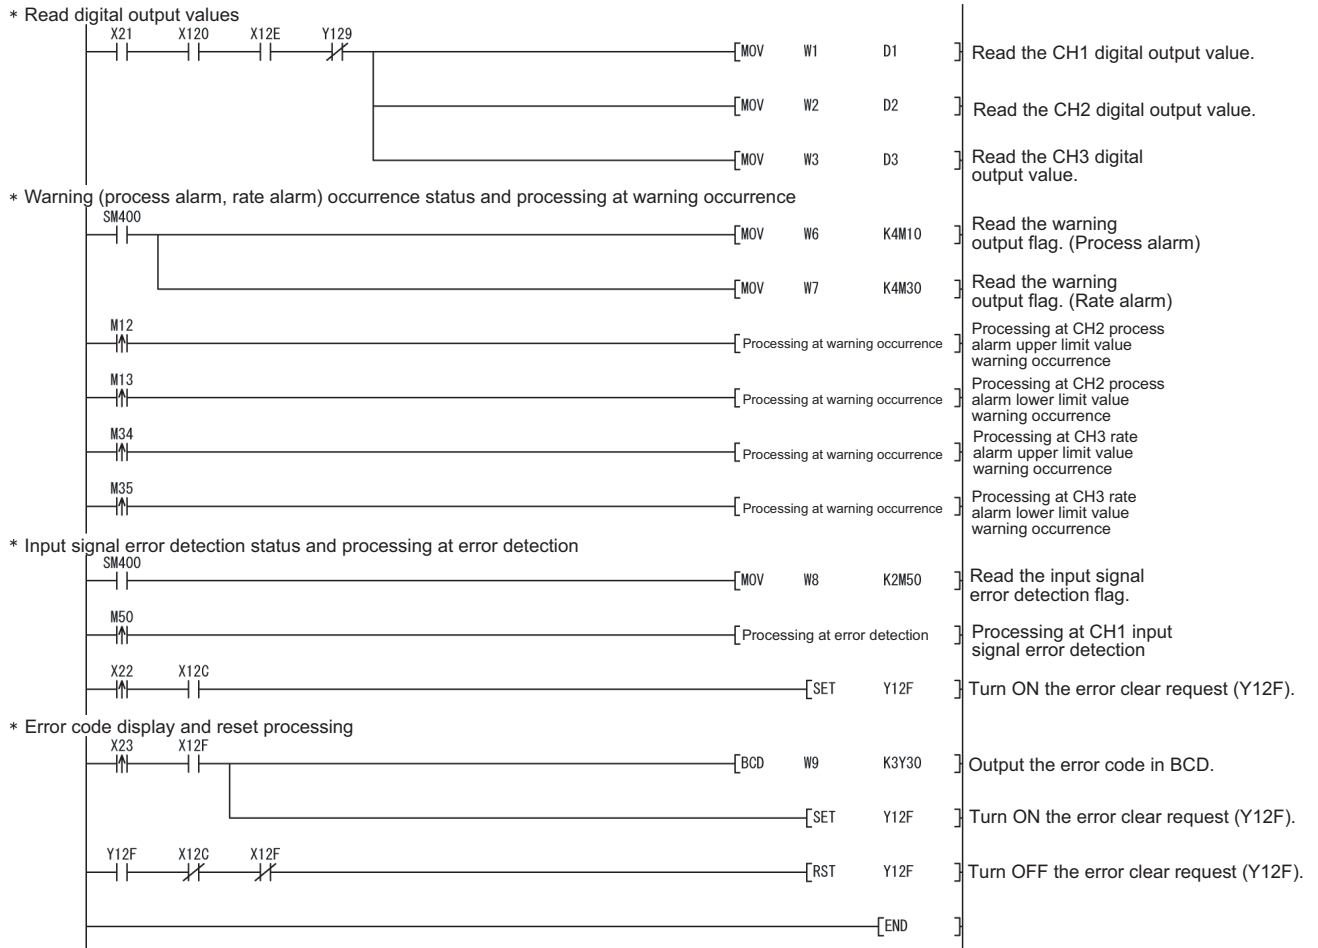 * Read digital output values
X21 X120 X12E Y129
MOV W1 D1 Read the CH1 digital output value.
MOV W2 D2 Read the CH2 digital output value.
MOV W3 D3 Read the CH3 digital
output value.
* Warning (process alarm, rate alarm) occurrence status and processing at warning occurrence
SM400
MOV W6 K4M10 Read the warning
output flag. (Process alarm)
MOV W7 K4M30 Read the warning
output flag. (Rate alarm)
M12
Processing at warning occurrence Processing at CH2 process
alarm upper limit value
warning occurrence
M13
Processing at warning occurrence Processing at CH2 process
alarm lower limit value
warning occurrence
M34
Processing at warning occurrence Processing at CH3 rate
alarm upper limit value
warning occurrence
M35
Processing at warning occurrence Processing at CH3 rate
alarm lower limit value
warning occurrence
* Input signal error detection status and processing at error detection
SM400
MOV W8 K2M50 Read the input signal
error detection flag.
M50
Processing at error detection Processing at CH1 input
signal error detection
X22 X12C
SET Y12F Turn ON the error clear request (Y12F).
* Error code display and reset processing
X23 X12F
BCD W9 K3Y30 Output the error code in BCD.
SET Y12F Turn ON the error clear request (Y12F).
Y12F X12C X12F
RST Y12F Turn OFF the error clear request (Y12F).
END